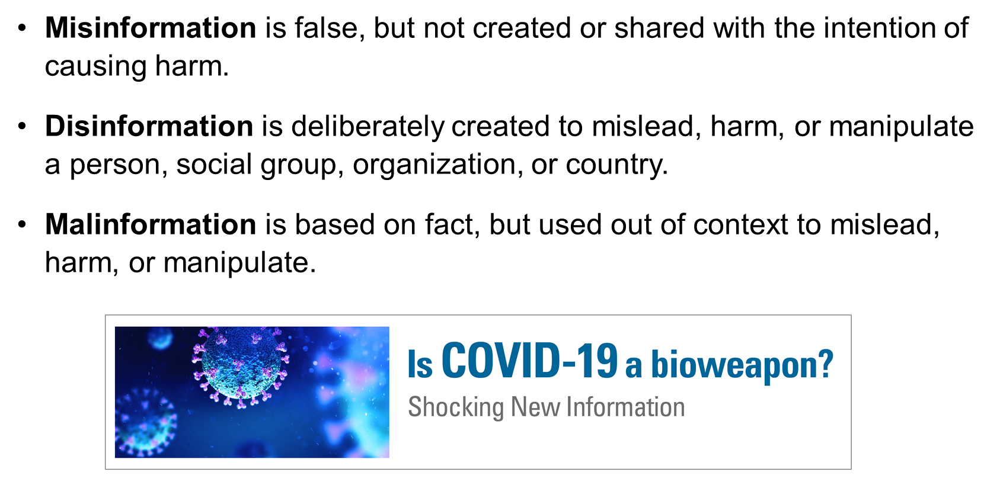 • Misinformation is false, but not created or shared with the intention of
causing harm.
• Disinformation is deliberately created to mislead, harm, or manipulate
a person, social group, organization, or country.
• Malinformation is based on fact, but used out of context to mislead,
harm, or manipulate.
Is COVID-19 a bioweapon?
Shocking New Information